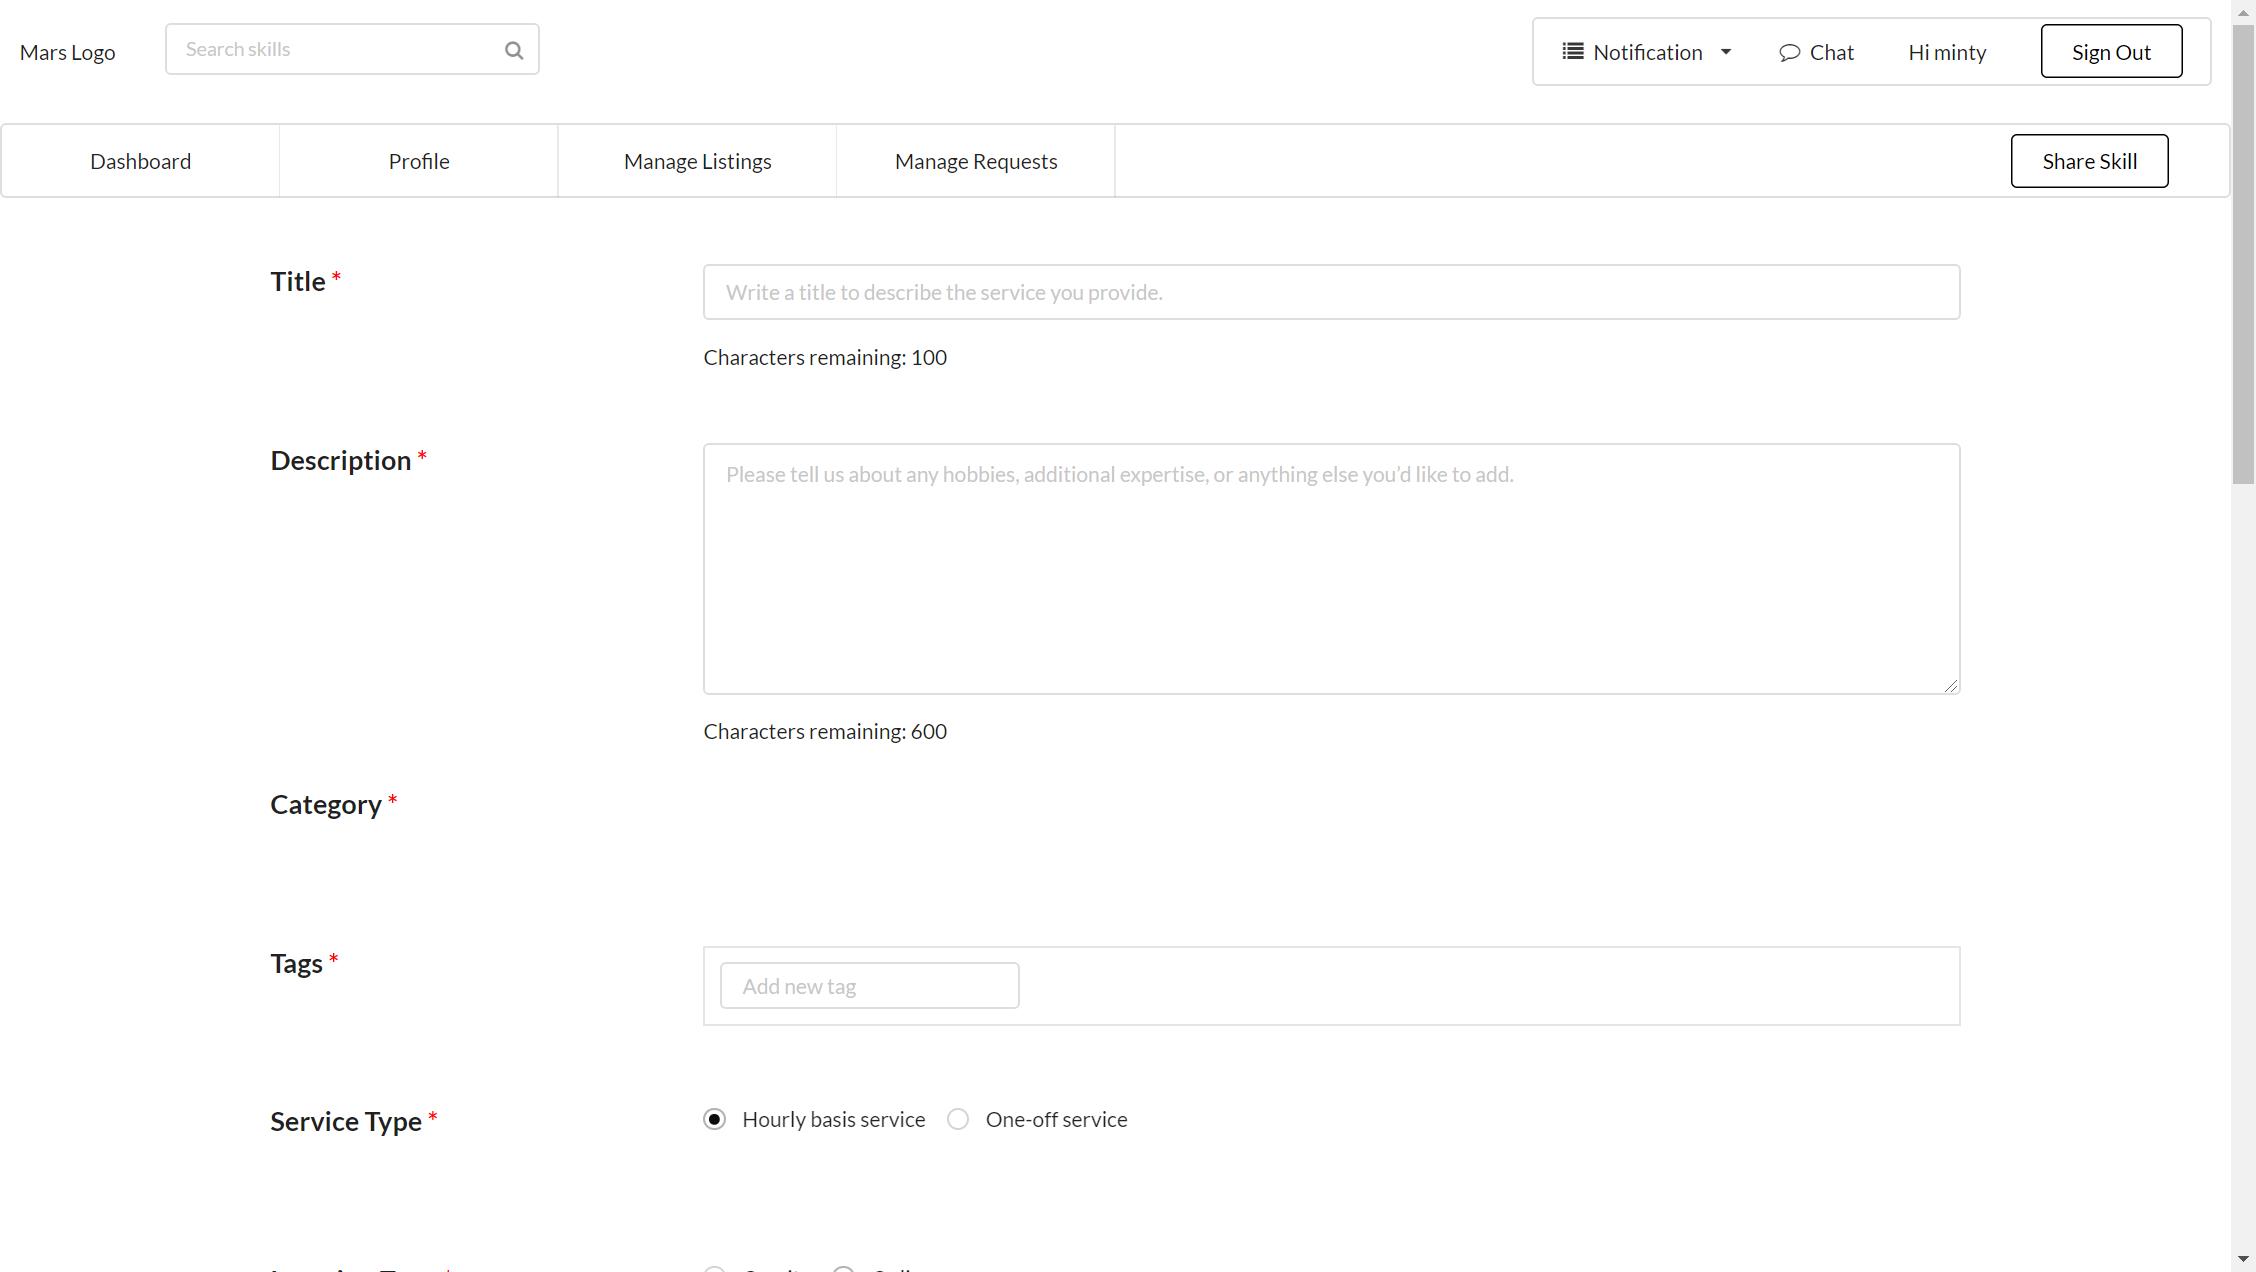 Mars Logo
Search skills
Notification
Chat
Hi minty
Sign Out
Dashboard
Profile
Manage Listings
Manage Requests
Share Skill
Title *
Write a title to describe the service you provide.
Characters remaining: 100
Description *
Please tell us about any hobbies, additional expertise, or anything else you’d like to add.
Characters remaining: 600
Category *
Tags *
Add new tag
Service Type *
Hourly basis service
One-off service